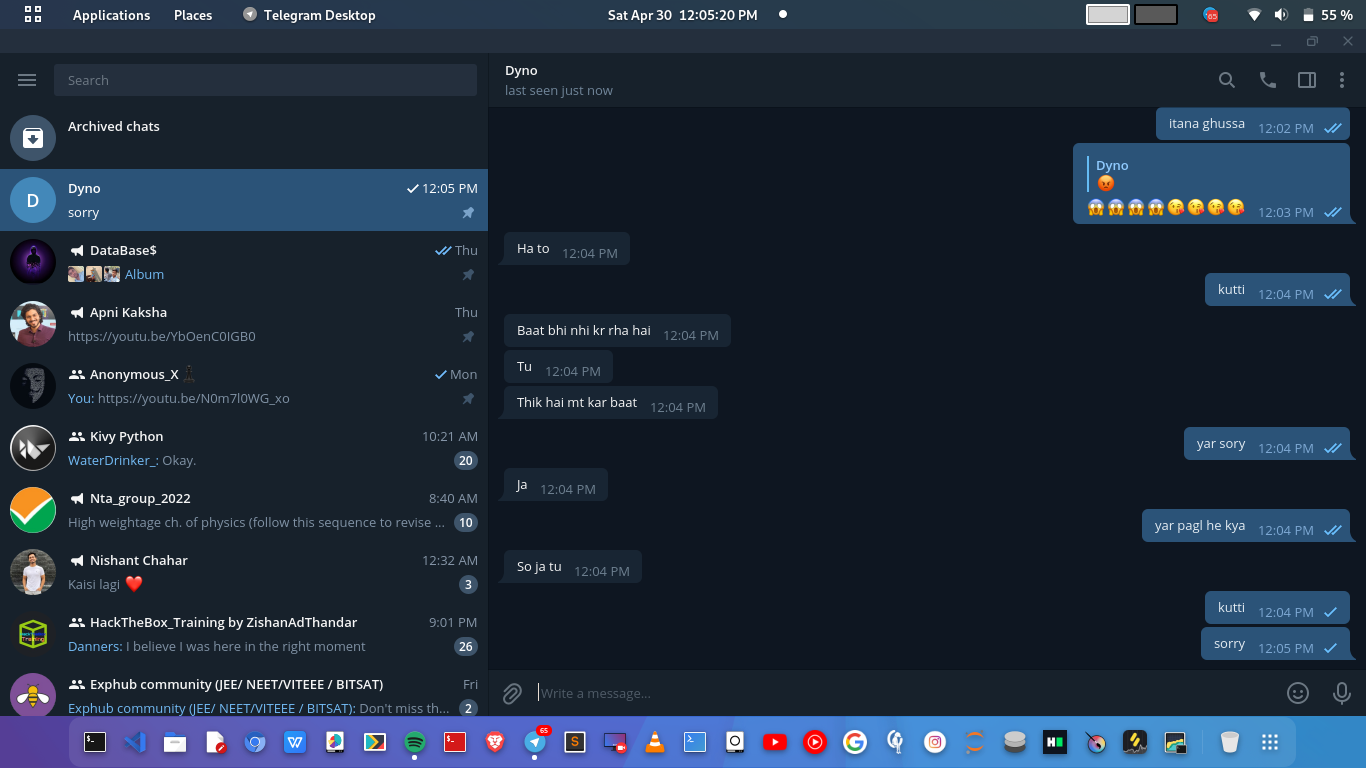 Applications Places Telegram Desktop Sat Apr 30 12:05:20 PM 65 55 %
Search
Archived chats
D
Dyno 12:05 PM
sorry
DataBase$ Thu
Album
Apni Kaksha Thu
https://youtu.be/YbOenC0IGB0
Anonymous_X Mon
You: https://youtu.be/N0m7l0WG_xo
Kivy Python 10:21 AM
WaterDrinker_: Okay. 20
Nta_group_2022 8:40 AM
High weightage ch. of physics (follow this sequence to revise ... 10
Nishant Chahar 12:32 AM
Kaisi lagi ❤️ 3
HackTheBox_Training by ZishanAdThandar 9:01 PM
Danners: I believe I was here in the right moment 26
Exphub community (JEE/ NEET/VITEEE / BITSAT) Fri
Exphub community (JEE/ NEET/VITEEE / BITSAT): Don't miss th... 2
Dyno
last seen just now
itana ghussa 12:02 PM
Dyno
😡
😱😱😱😱😘😘😘😘 12:03 PM
Ha to 12:04 PM
kutti 12:04 PM
Baat bhi nhi kr rha hai 12:04 PM
Tu 12:04 PM
Thik hai mt kar baat 12:04 PM
yar sory 12:04 PM
Ja 12:04 PM
yar pagl he kya 12:04 PM
So ja tu 12:04 PM
kutti 12:04 PM
sorry 12:05 PM
Write a message...
65